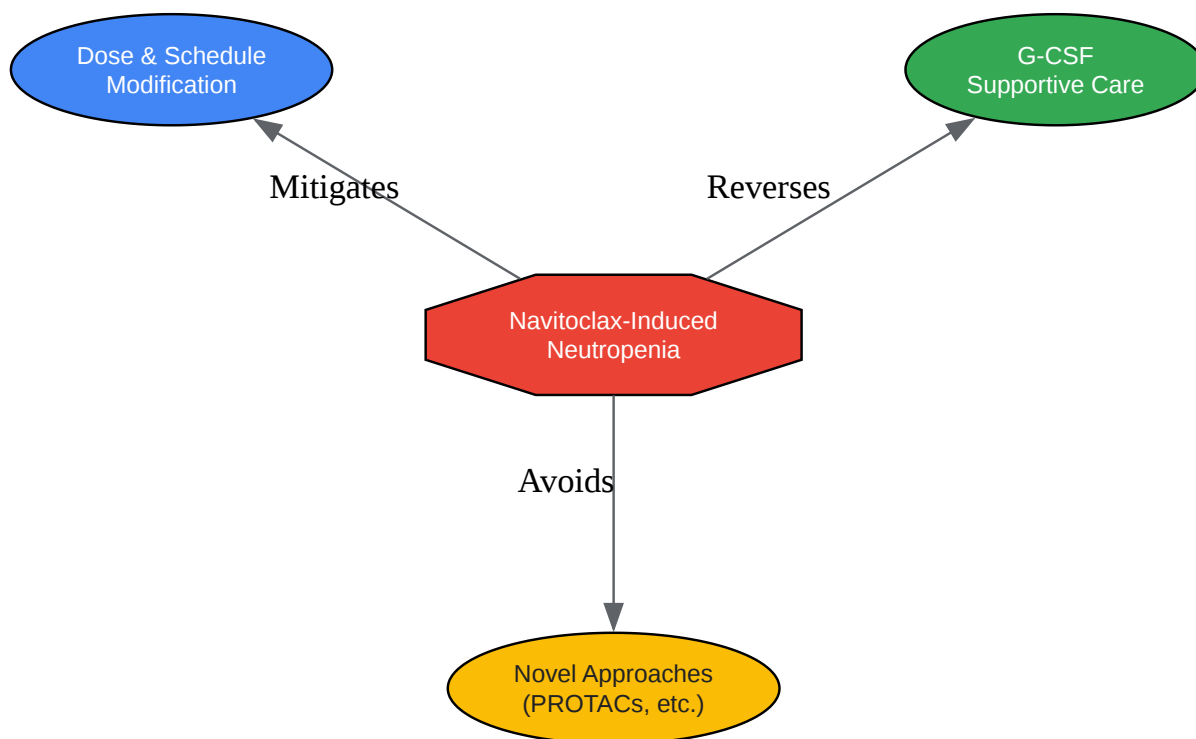 Dose & Schedule
Modification
G-CSF
Supportive Care
Mitigates
Reverses
Navitoclax-Induced
Neutropenia
Avoids
Novel Approaches
(PROTACs, etc.)